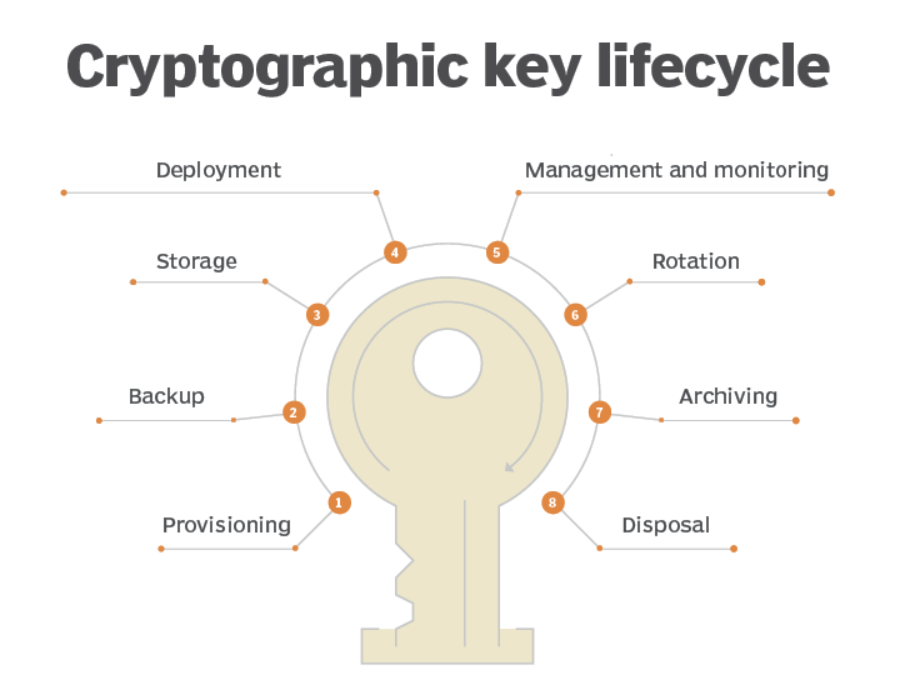 Cryptographic key lifecycle
Deployment
Management and monitoring
4
5
Storage
Rotation
3
6
Backup
Archiving
2
7
1
8
Provisioning
Disposal